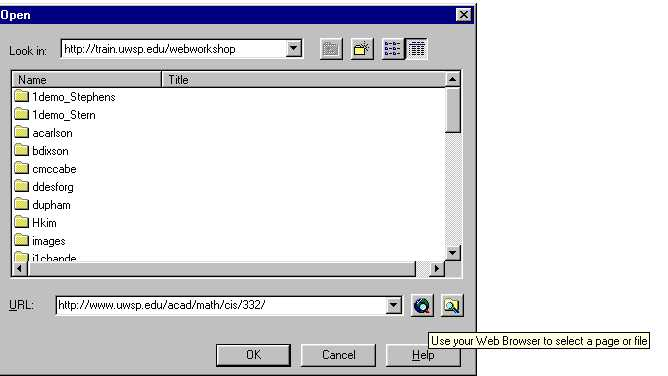 Open
Look in: http://train.uwsp.edu/webworkshop
Name Title
1demo_Stephens
1demo_Stern
acarlson
bdixson
cmccabe
ddesforg
dupham
Hkim
images
i1chande
URL: http://www.uwsp.edu/acad/math/cis/332/
Use your Web Browser to select a page or file
OK Cancel Help